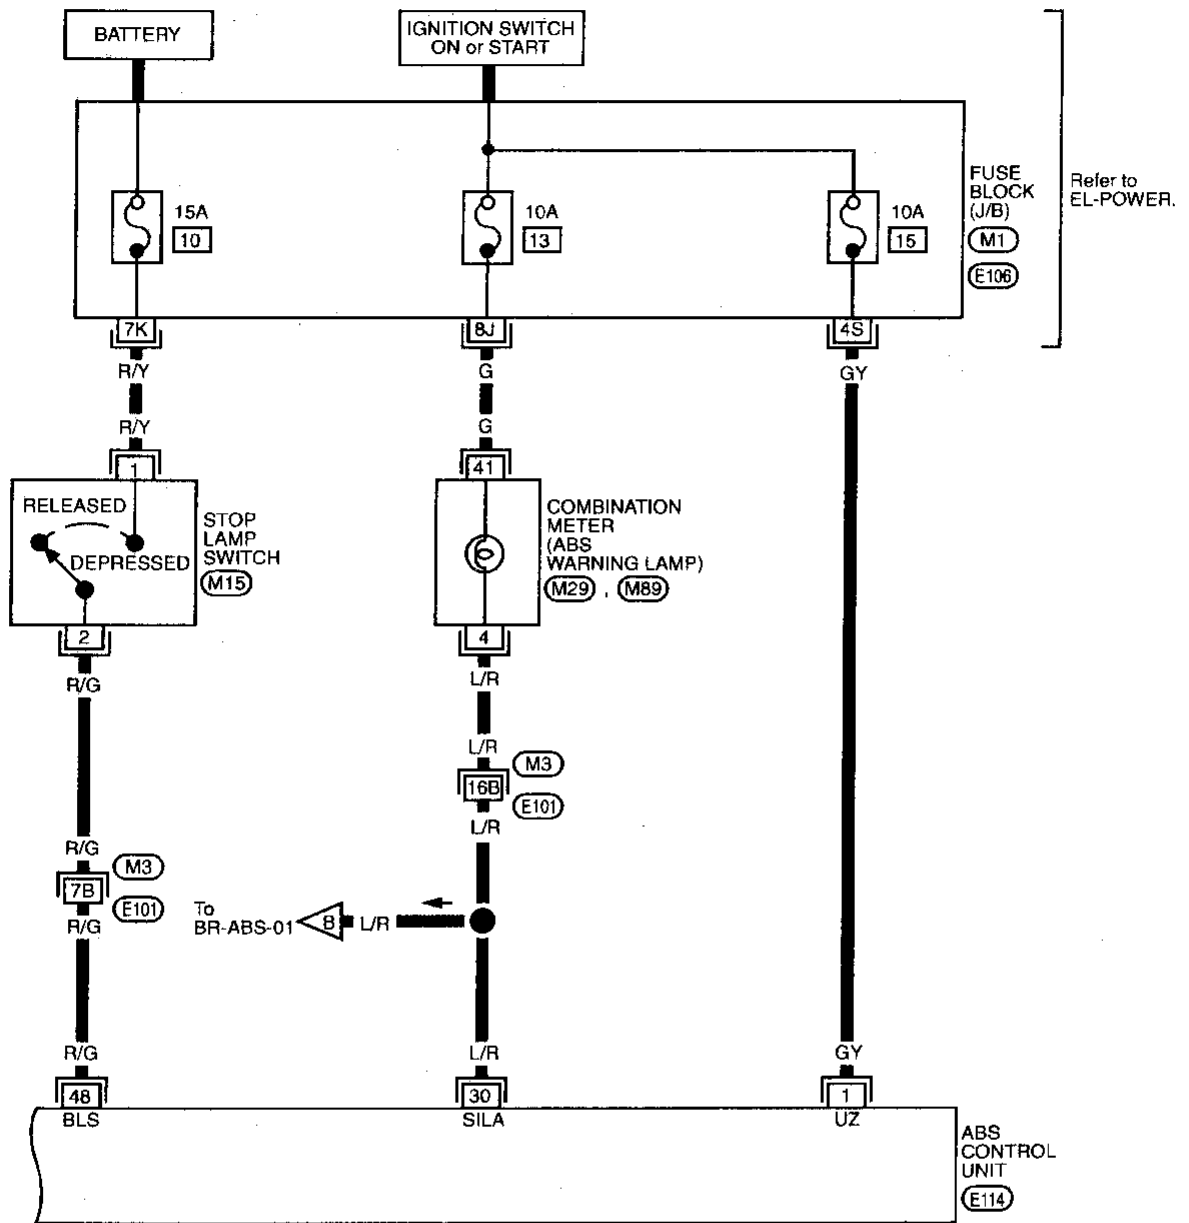 BATTERY
IGNITION SWITCH
ON or START
15A
10
10A
13
10A
15
FUSE
BLOCK
(J/B)
M1
E106
Refer to
EL-POWER.
7K
8J
4S
R/Y
G
GY
R/Y
G
1
41
RELEASED
DEPRESSED
STOP
LAMP
SWITCH
M15
COMBINATION
METER
(ABS
WARNING LAMP)
M29 , M89
2
4
R/G
L/R
L/R
M3
16B
E101
L/R
R/G
M3
7B
E101
R/G
To
BR-ABS-01
B
L/R
R/G
L/R
GY
48
30
1
BLS
SILA
UZ
ABS
CONTROL
UNIT
E114